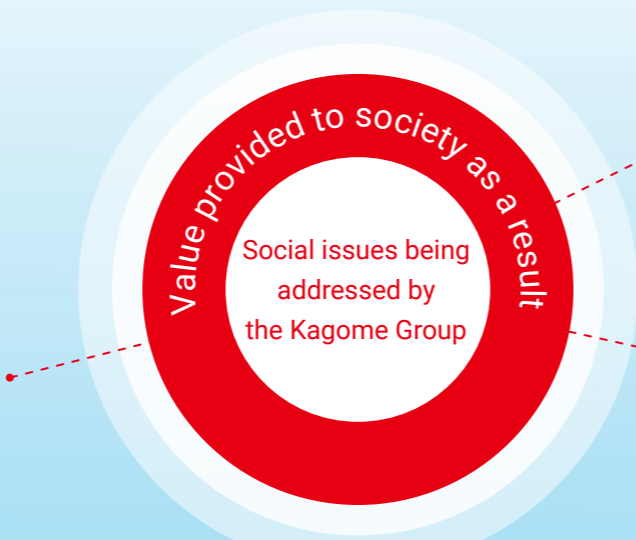 Value provided to society as a result
Social issues being
addressed by
the Kagome Group